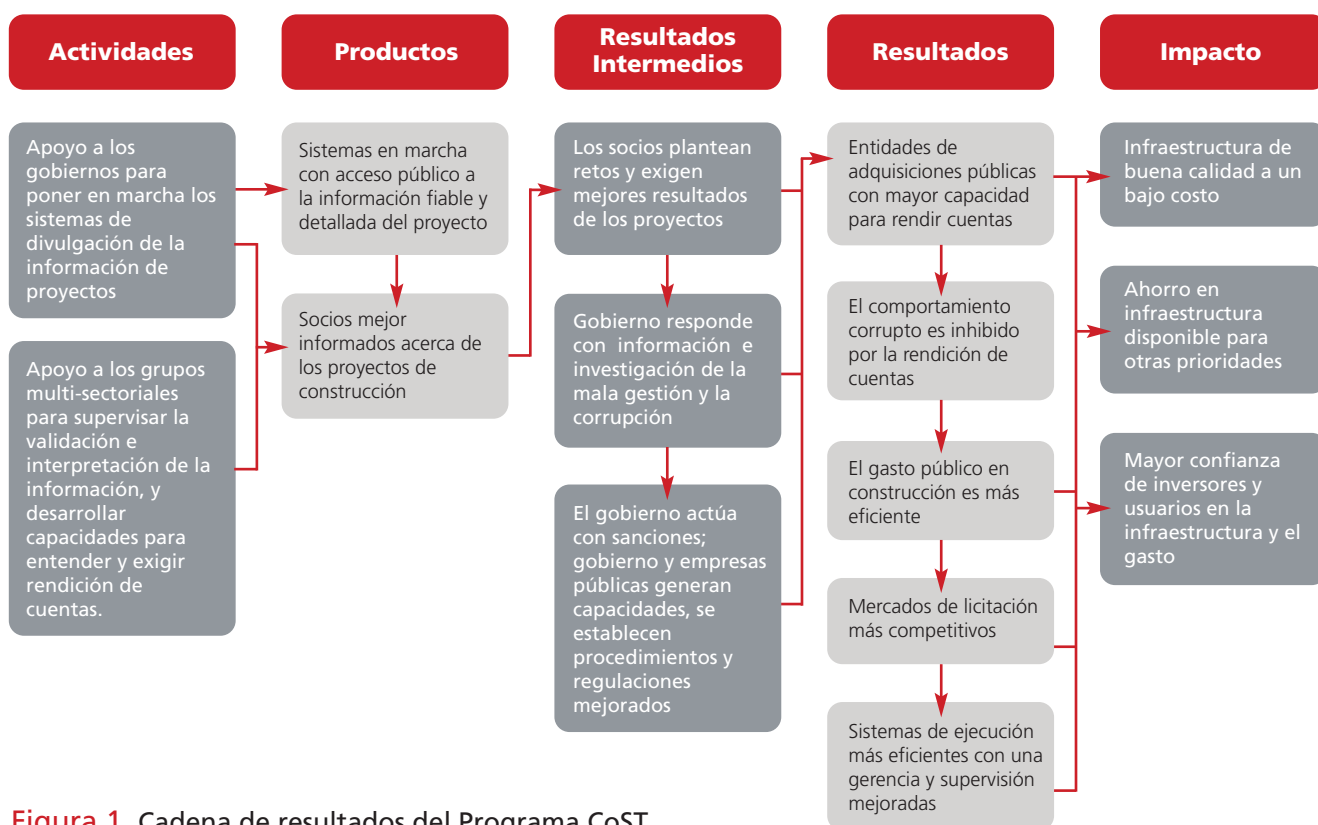 Actividades
Productos
Resultados
Intermedios
Resultados
Impacto
Apoyo a los
gobiernos para
poner en marcha los
sistemas de
divulgación de la
información de
proyectos
Apoyo a los grupos
multi-sectoriales
para supervisar la
validación e
interpretación de la
información, y
desarrollar
capacidades para
entender y exigir
rendición de
cuentas.
Sistemas en marcha
con acceso público a
la información fiable y
detallada del proyecto
Socios mejor
informados acerca de
los proyectos de
construcción
Los socios plantean
retos y exigen
mejores resultados
de los proyectos
Gobierno responde
con información e
investigación de la
mala gestión y la
corrupción
El gobierno actúa
con sanciones;
gobierno y empresas
públicas generan
capacidades, se
establecen
procedimientos y
regulaciones
mejorados
Entidades de
adquisiciones públicas
con mayor capacidad
para rendir cuentas
El comportamiento
corrupto es inhibido
por la rendición de
cuentas
El gasto público en
construcción es más
eficiente
Mercados de licitación
más competitivos
Sistemas de ejecución
más eficientes con una
gerencia y supervisión
mejoradas
Infraestructura de
buena calidad a un
bajo costo
Ahorro en
infraestructura
disponible para
otras prioridades
Mayor confianza
de inversores y
usuarios en la
infraestructura y el
gasto
Figura 1. Cadena de resultados del Programa CoST